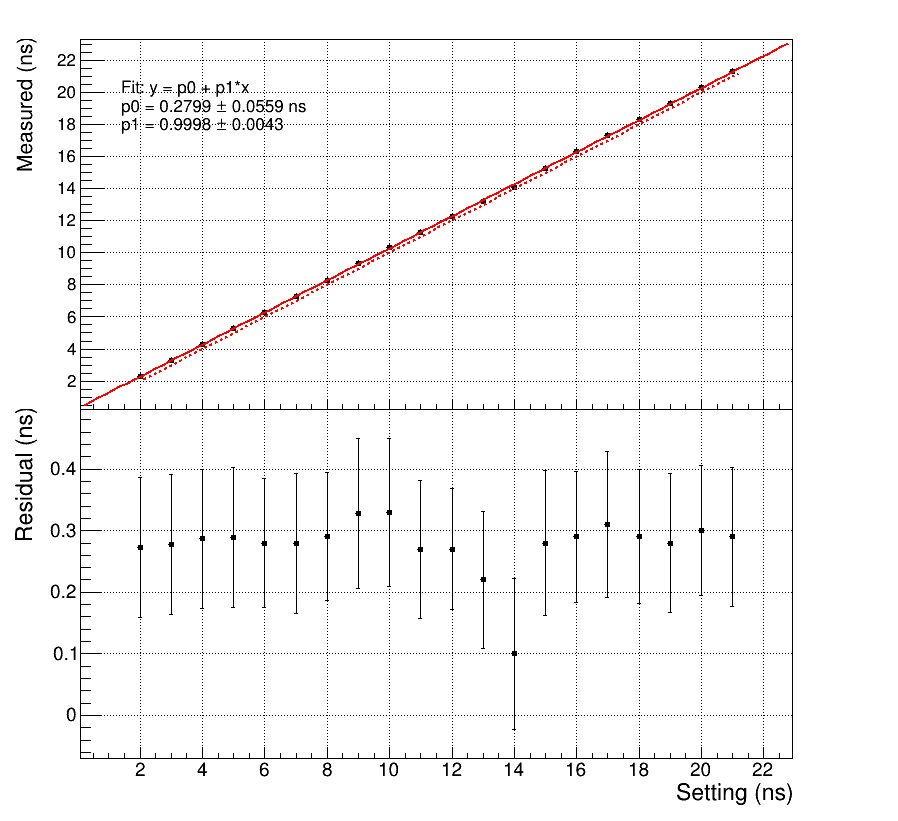 Measured (ns)
22
20
18
16
14
12
10
8
6
4
2
Fit: y = p0 + p1*x
p0 = 0.2799 ± 0.0559 ns
p1 = 0.9998 ± 0.0043
Residual (ns)
0.4
0.3
0.2
0.1
0
2 4 6 8 10 12 14 16 18 20 22
Setting (ns)